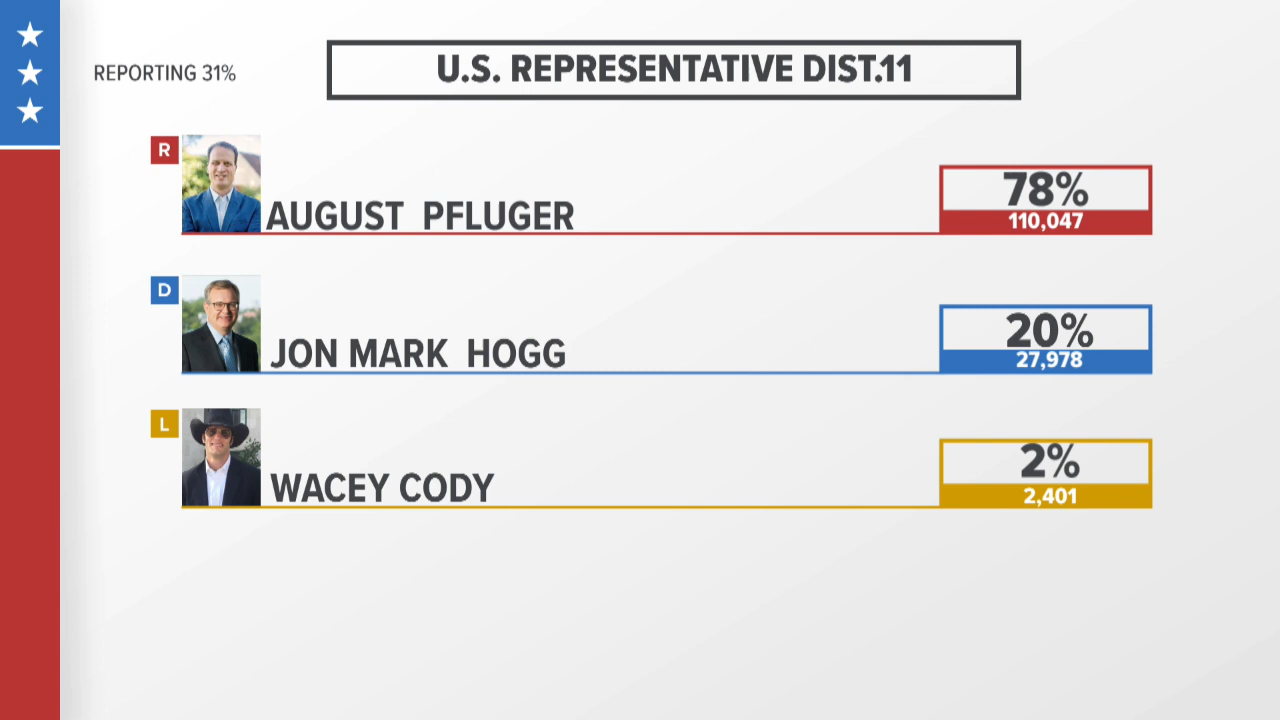 REPORTING 31%
U.S. REPRESENTATIVE DIST.11
R
AUGUST PFLUGER
78%
110,047
D
JON MARK HOGG
20%
27,978
L
WACEY CODY
2%
2,401